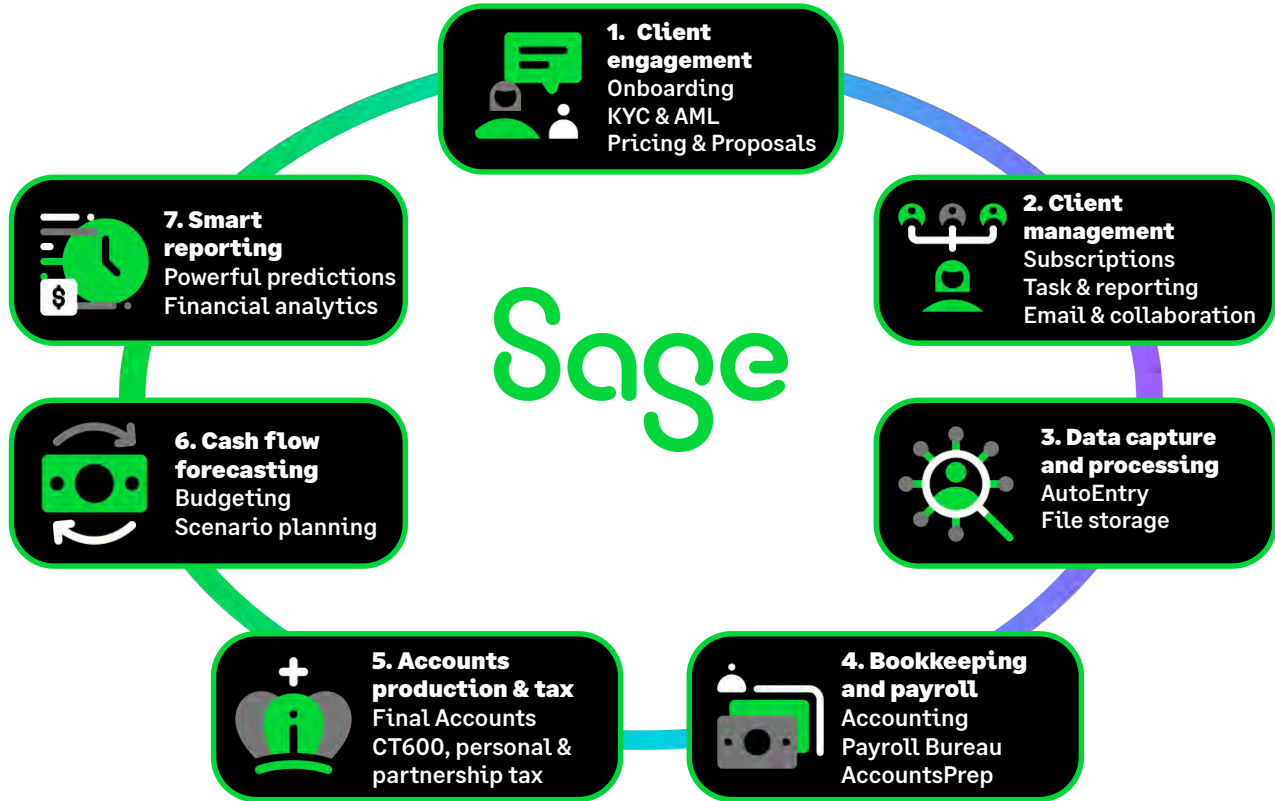 1. Client
engagement
Onboarding
KYC & AML
Pricing & Proposals
2. Client
management
Subscriptions
Task & reporting
Email & collaboration
3. Data capture
and processing
AutoEntry
File storage
4. Bookkeeping
and payroll
Accounting
Payroll Bureau
AccountsPrep
5. Accounts
production & tax
Final Accounts
CT600, personal &
partnership tax
6. Cash flow
forecasting
Budgeting
Scenario planning
7. Smart
reporting
Powerful predictions
Financial analytics
$
Sage